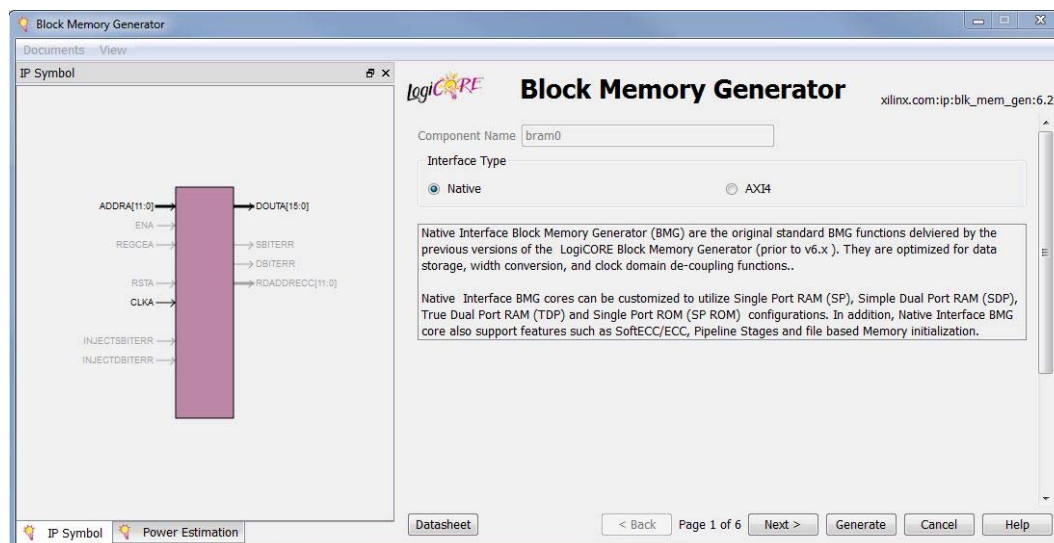 Block Memory Generator
Documents View
IP Symbol
LogiCORE
Block Memory Generator
xilinx.com:ip:blk_mem_gen:6.2
Component Name bram0
Interface Type
Native
AXI4
Native Interface Block Memory Generator (BMG) are the original standard BMG functions delviered by the
previous versions of the LogiCORE Block Memory Generator (prior to v6.x ). They are optimized for data
storage, width conversion, and clock domain de-coupling functions..
Native Interface BMG cores can be customized to utilize Single Port RAM (SP), Simple Dual Port RAM (SDP),
True Dual Port RAM (TDP) and Single Port ROM (SP ROM) configurations. In addition, Native Interface BMG
core also support features such as SoftECC/ECC, Pipeline Stages and file based Memory initialization.
ADDRA[11:0]
DOUTA[15:0]
ENA
REGCEA
SBITERR
DBITERR
RSTA
RDADDRECC[11:0]
CLKA
INJECTSBITERR
INJECTDBITERR
IP Symbol
Power Estimation
Datasheet
< Back
Page 1 of 6
Next >
Generate
Cancel
Help